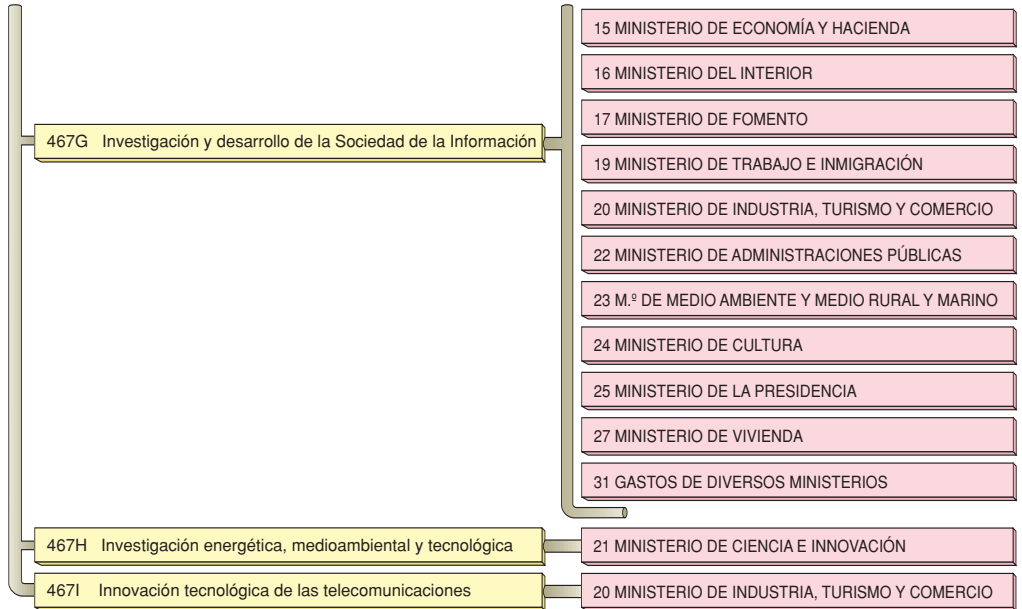 15 MINISTERIO DE ECONOMÍA Y HACIENDA
16 MINISTERIO DEL INTERIOR
17 MINISTERIO DE FOMENTO
467G Investigación y desarrollo de la Sociedad de la Información
19 MINISTERIO DE TRABAJO E INMIGRACIÓN
20 MINISTERIO DE INDUSTRIA, TURISMO Y COMERCIO
22 MINISTERIO DE ADMINISTRACIONES PÚBLICAS
23 M.º DE MEDIO AMBIENTE Y MEDIO RURAL Y MARINO
24 MINISTERIO DE CULTURA
25 MINISTERIO DE LA PRESIDENCIA
27 MINISTERIO DE VIVIENDA
31 GASTOS DE DIVERSOS MINISTERIOS
467H Investigación energética, medioambiental y tecnológica
21 MINISTERIO DE CIENCIA E INNOVACIÓN
467I Innovación tecnológica de las telecomunicaciones
20 MINISTERIO DE INDUSTRIA, TURISMO Y COMERCIO